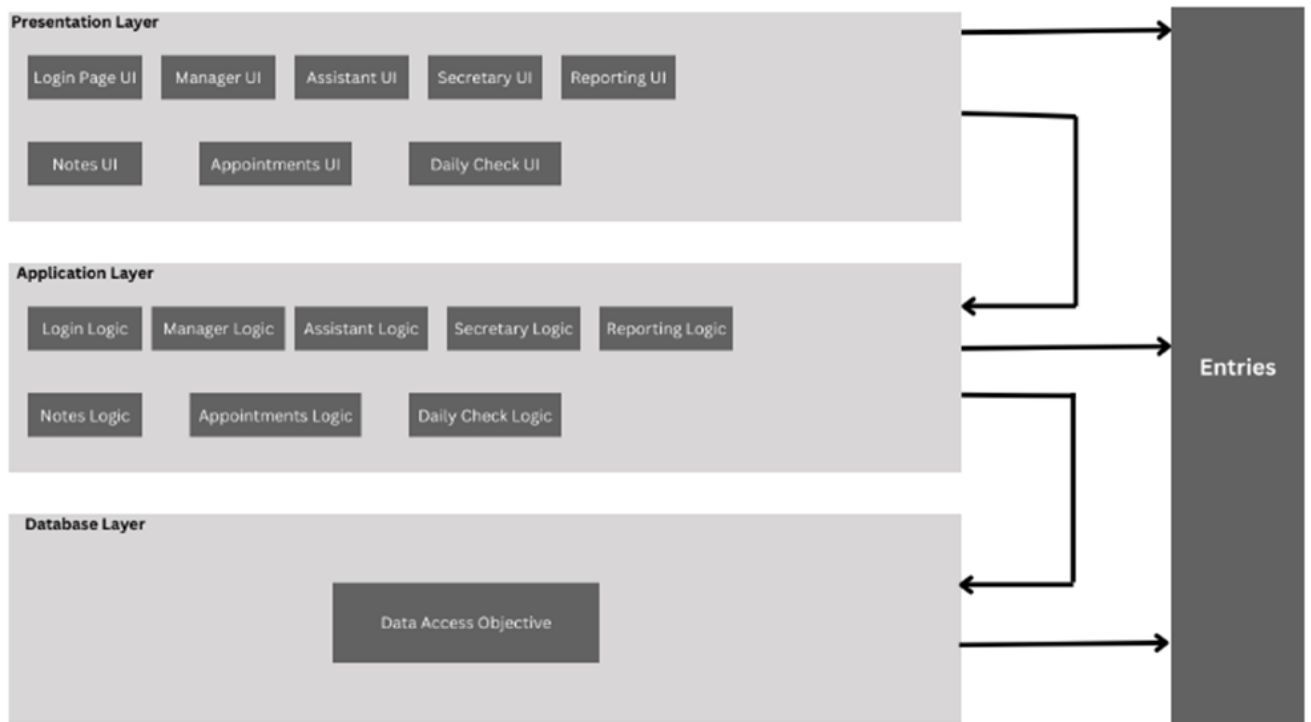 Presentation Layer
Login Page UI
Manager UI
Assistant UI
Secretary UI
Reporting UI
Notes UI
Appointments UI
Daily Check UI
Application Layer
Login Logic
Manager Logic
Assistant Logic
Secretary Logic
Reporting Logic
Notes Logic
Appointments Logic
Daily Check Logic
Database Layer
Data Access Objective
Entries